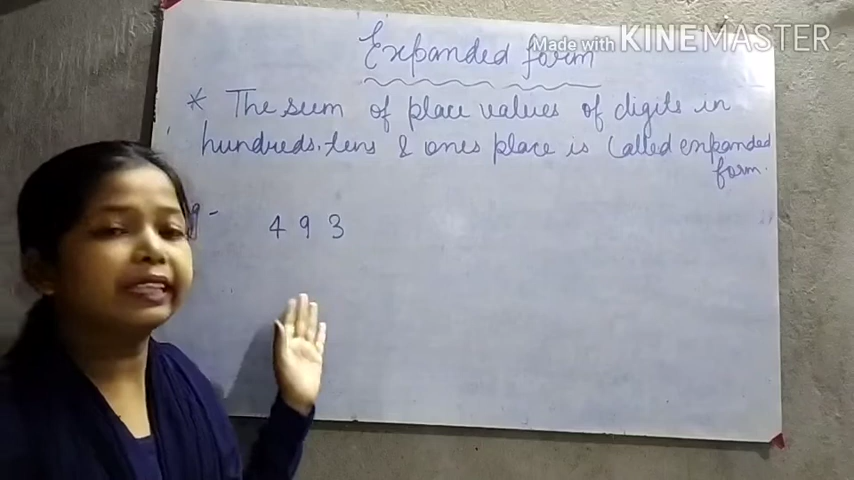 Expanded form
Made with KINEMASTER
* The sum of place values of digits in
hundreds, tens & ones place is called expanded
form.
g - 4 9 3